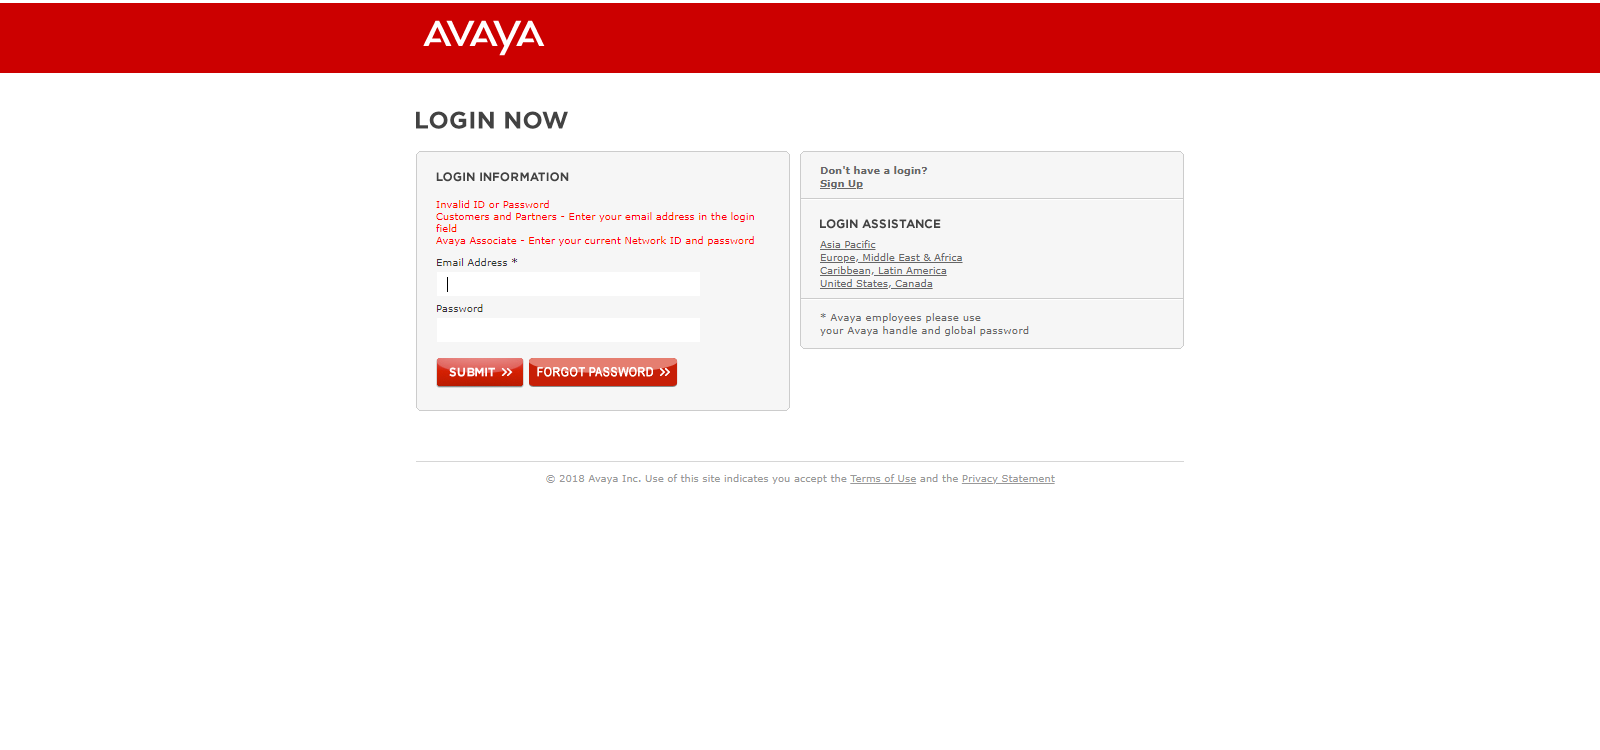 AVAYA
LOGIN NOW
LOGIN INFORMATION
Invalid ID or Password
Customers and Partners - Enter your email address in the login
field
Avaya Associate - Enter your current Network ID and password
Email Address *
Password
SUBMIT »
FORGOT PASSWORD »
Don't have a login?
Sign Up
LOGIN ASSISTANCE
Asia Pacific
Europe, Middle East & Africa
Caribbean, Latin America
United States, Canada
* Avaya employees please use
your Avaya handle and global password
© 2018 Avaya Inc. Use of this site indicates you accept the Terms of Use and the Privacy Statement